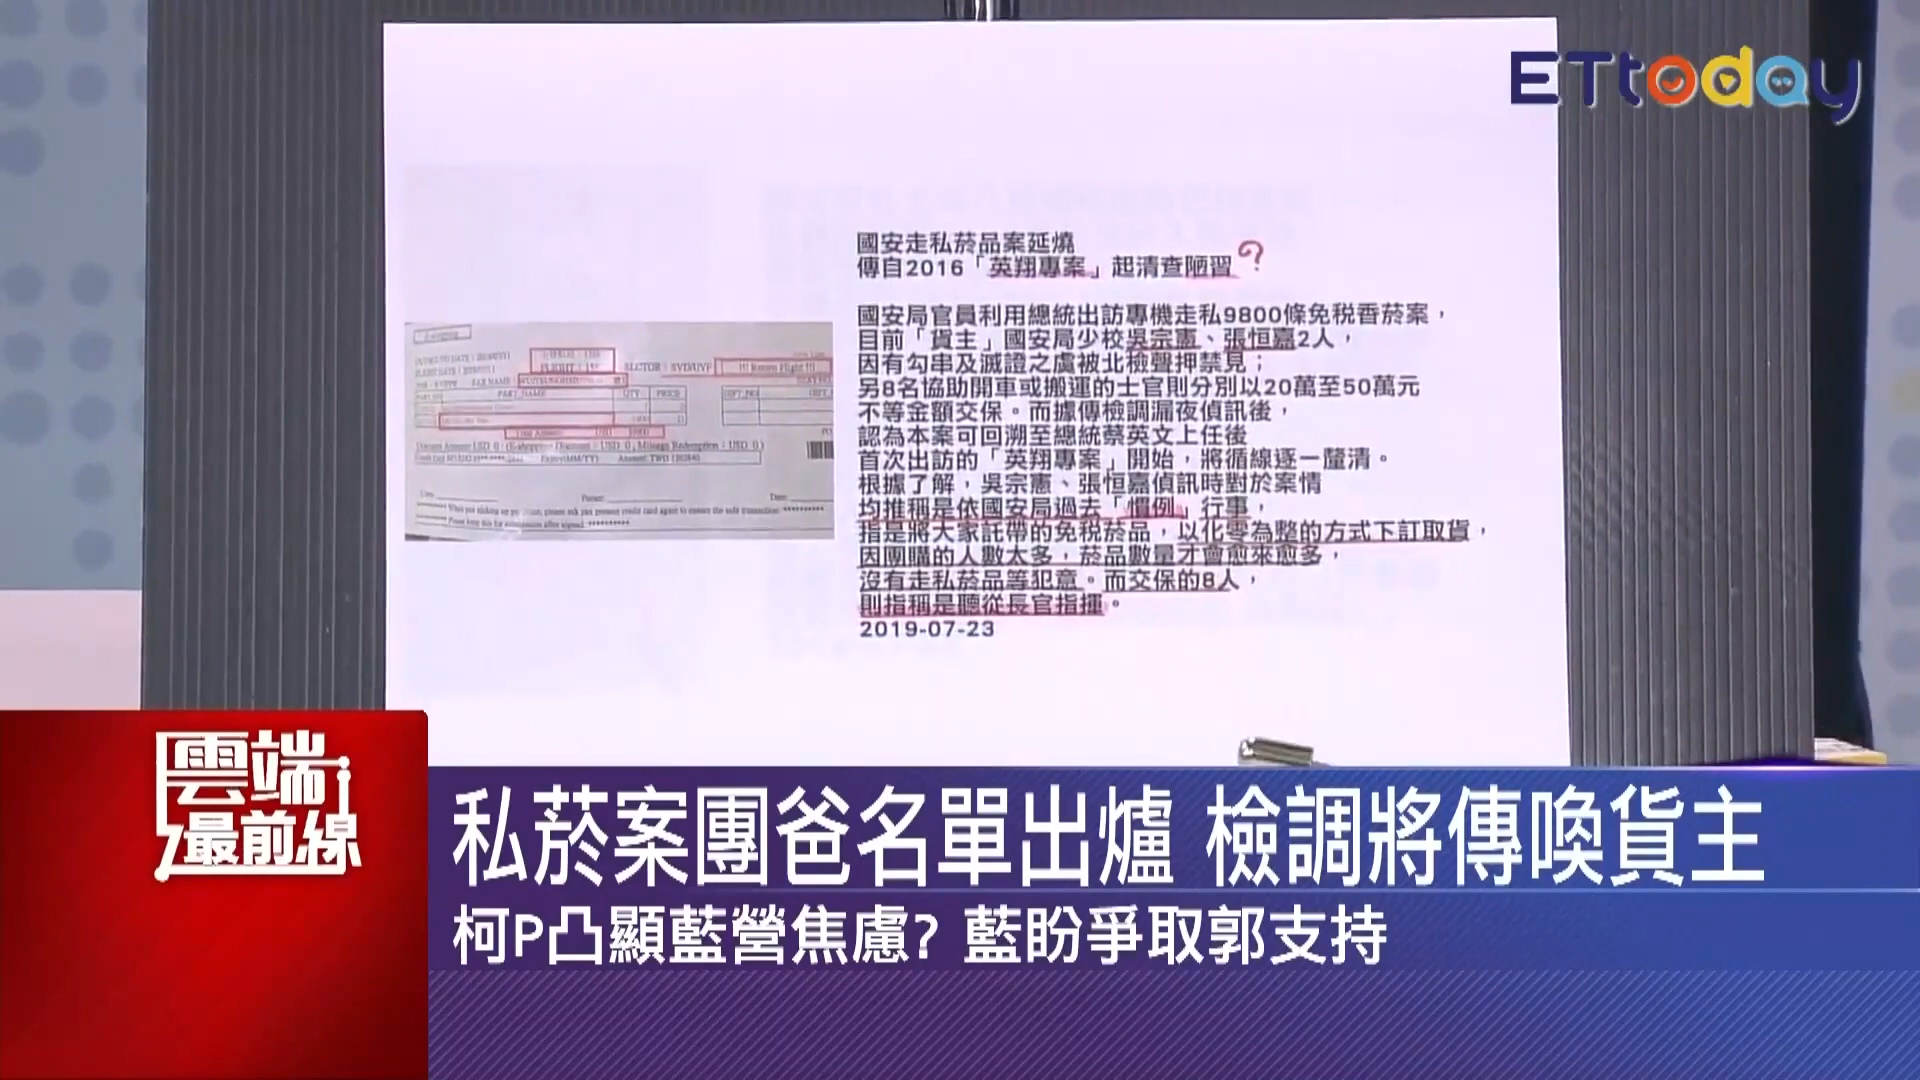 ETtoday
國安走私菸品案延燒
傳自2016「英翔專案」起清查陋習?
國安局官員利用總統出訪專機走私9800條免稅香菸案，
目前「貨主」國安局少校吳宗憲、張恒嘉2人，
因有勾串及滅證之虞被北檢聲押禁見；
另8名協助開車或搬運的士官則分別以20萬至50萬元
不等金額交保。而據傳檢調漏夜偵訊後，
認為本案可回溯至總統蔡英文上任後
首次出訪的「英翔專案」開始，將循線逐一釐清。
根據了解，吳宗憲、張恒嘉偵訊時對於案情
均推稱是依國安局過去「慣例」行事，
指是將大家託帶的免稅菸品，以化零為整的方式下訂取貨，
因團購的人數太多，菸品數量才會愈來愈多，
沒有走私菸品等犯意。而交保的8人，
則指稱是聽從長官指揮。
2019-07-23
PART_NAME
QTY
PRICE
雲端最前線
私菸案團爸名單出爐 檢調將傳喚貨主
柯P凸顯藍營焦慮? 藍盼爭取郭支持